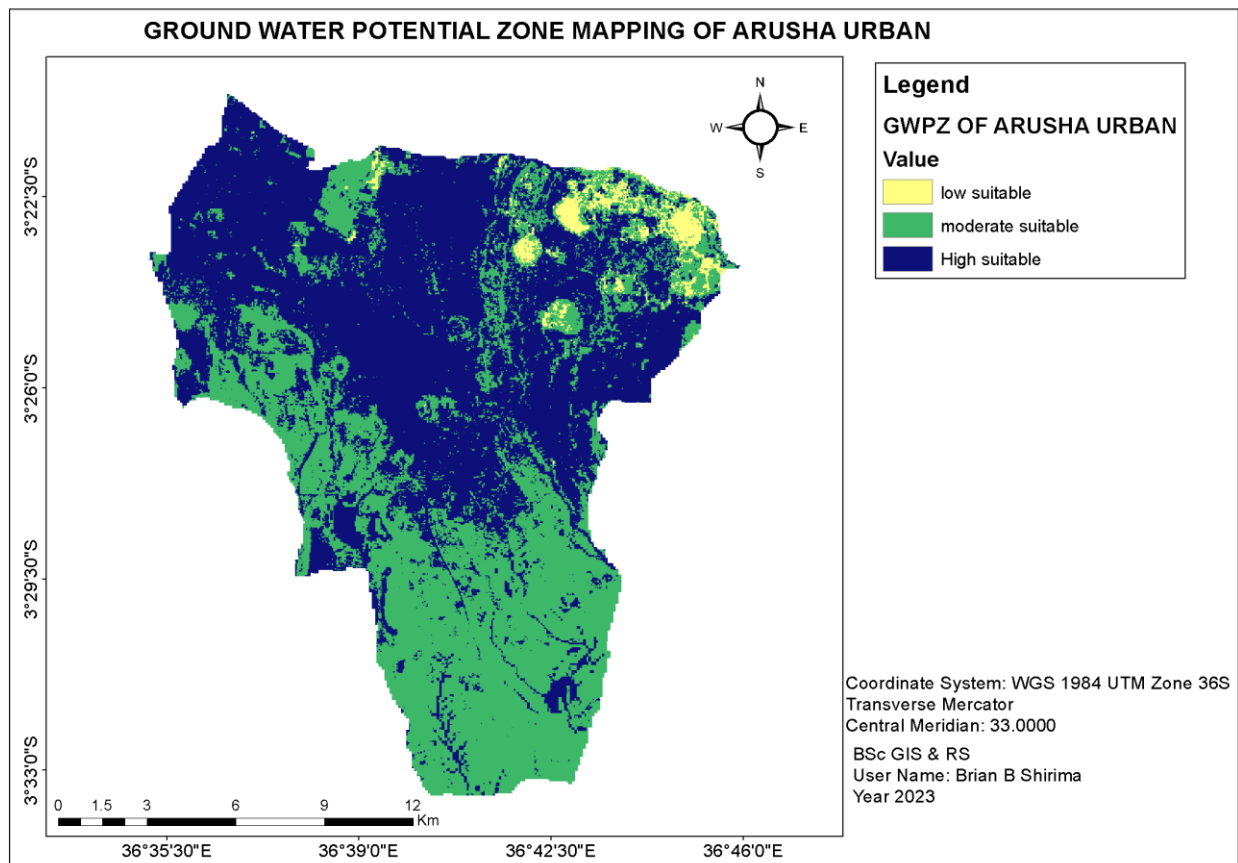 GROUND WATER POTENTIAL ZONE MAPPING OF ARUSHA URBAN
N
W
E
S
Legend
GWPZ OF ARUSHA URBAN
Value
low suitable
moderate suitable
High suitable
3°22'30"S
3°26'0"S
3°29'30"S
3°33'0"S
Coordinate System: WGS 1984 UTM Zone 36S
Transverse Mercator
Central Meridian: 33.0000
BSc GIS & RS
User Name: Brian B Shirima
Year 2023
0 1.5 3 6 9 12
Km
36°35'30"E 36°39'0"E 36°42'30"E 36°46'0"E